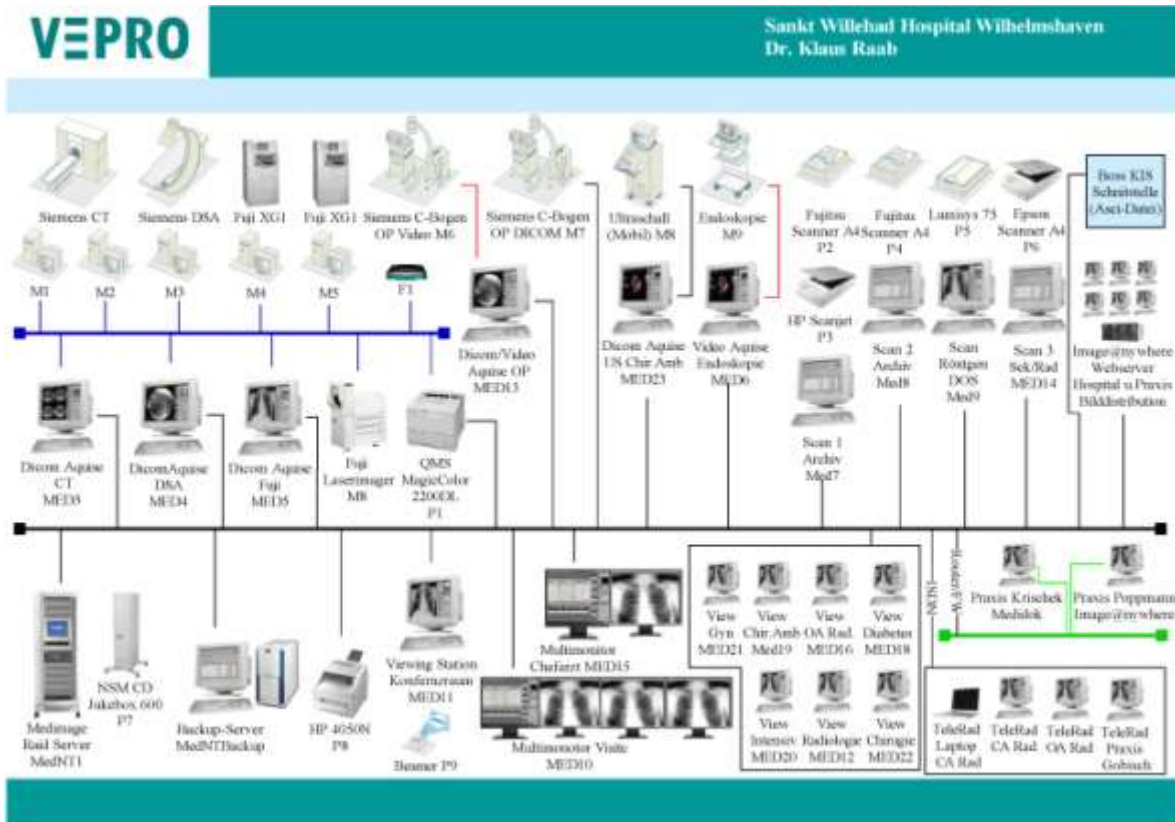 VEPRO
Sankt Willehad Hospital Wilhelmshaven
Dr. Klaus Raab
Siemens CT
Siemens DSA
Fuji XG1
Fuji XG1
Siemens C-Bogen
OP Video M6
Siemens C-Bogen
OP DICOM M7
Ultraschall
(Mobil) M8
Endoskopie
M9
Fujitsu
Scanner A4
P2
Fujitsu
Scanner A4
P4
Lumisys 75
P5
Epson
Scanner A4
P6
Boss KIS
Schnitstelle
(Asci-Datei)
M1
M2
M3
M4
M5
F1
Dicom/Video
Aquise OP
MED13
Dicom Aquise
US Chir.Amb
MED23
Video Aquise
Endoskopie
MED6
HP Scanjet
P3
Scan 1
Archiv
Med7
Scan 2
Archiv
Med8
Scan
Röntgen
DOS
Med9
Scan 3
Sek/Rad
MED14
Image@nywhere
Webserver
Hospital u.Praxis
Bilddistribution
Dicom Aquise
CT
MED3
DicomAquise
DSA
MED4
Dicom Aquise
Fuji
MED5
Fuji
Laserimager
M8
QMS
MagicColor
2200DL
P1
Medimage
Raid Server
MedNT1
NSM CD
Jukebox 600
P7
Backup-Server
MedNTBackup
HP 4050N
P8
Viewing Station
Konferenraum
MED11
Beamer P9
Multimonitor
Chefarzt MED15
Multimonotor Visite
MED10
View
Gyn
MED21
View
Chir.Amb
Med19
View
OA Rad.
MED16
View
Diabetes
MED18
View
Intensiv
MED20
View
Radiologie
MED12
View
Chirugie
MED22
ISDN
Router/FW
Praxis Krischek
Medilok
Praxis Poppmann
Image@nywhere
TeleRad
Laptop
CA Rad
TeleRad
CA Rad
TeleRad
OA Rad
TeleRad
Praxis